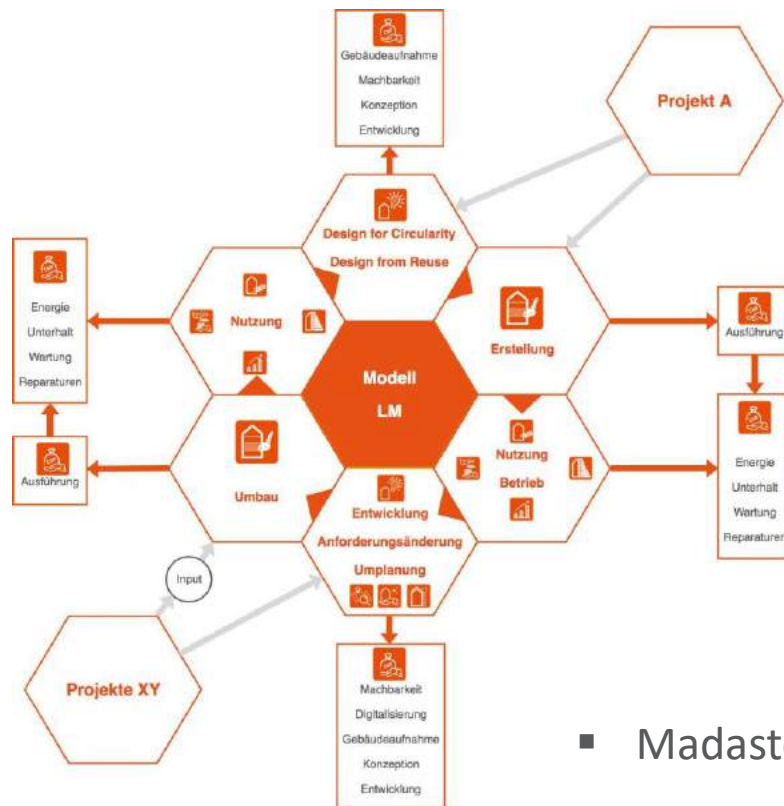 Gebäudeaufnahme
Machbarkeit
Konzeption
Entwicklung
Projekt A
Design for Circularity
Design from Reuse
Energie
Unterhalt
Wartung
Reparaturen
Nutzung
Erstellung
Ausführung
Modell
LM
Ausführung
Umbau
Nutzung
Betrieb
Energie
Unterhalt
Wartung
Reparaturen
Entwicklung
Anforderungsänderung
Umplanung
Input
Projekte XY
Machbarkeit
Digitalisierung
Gebäudeaufnahme
Konzeption
Entwicklung